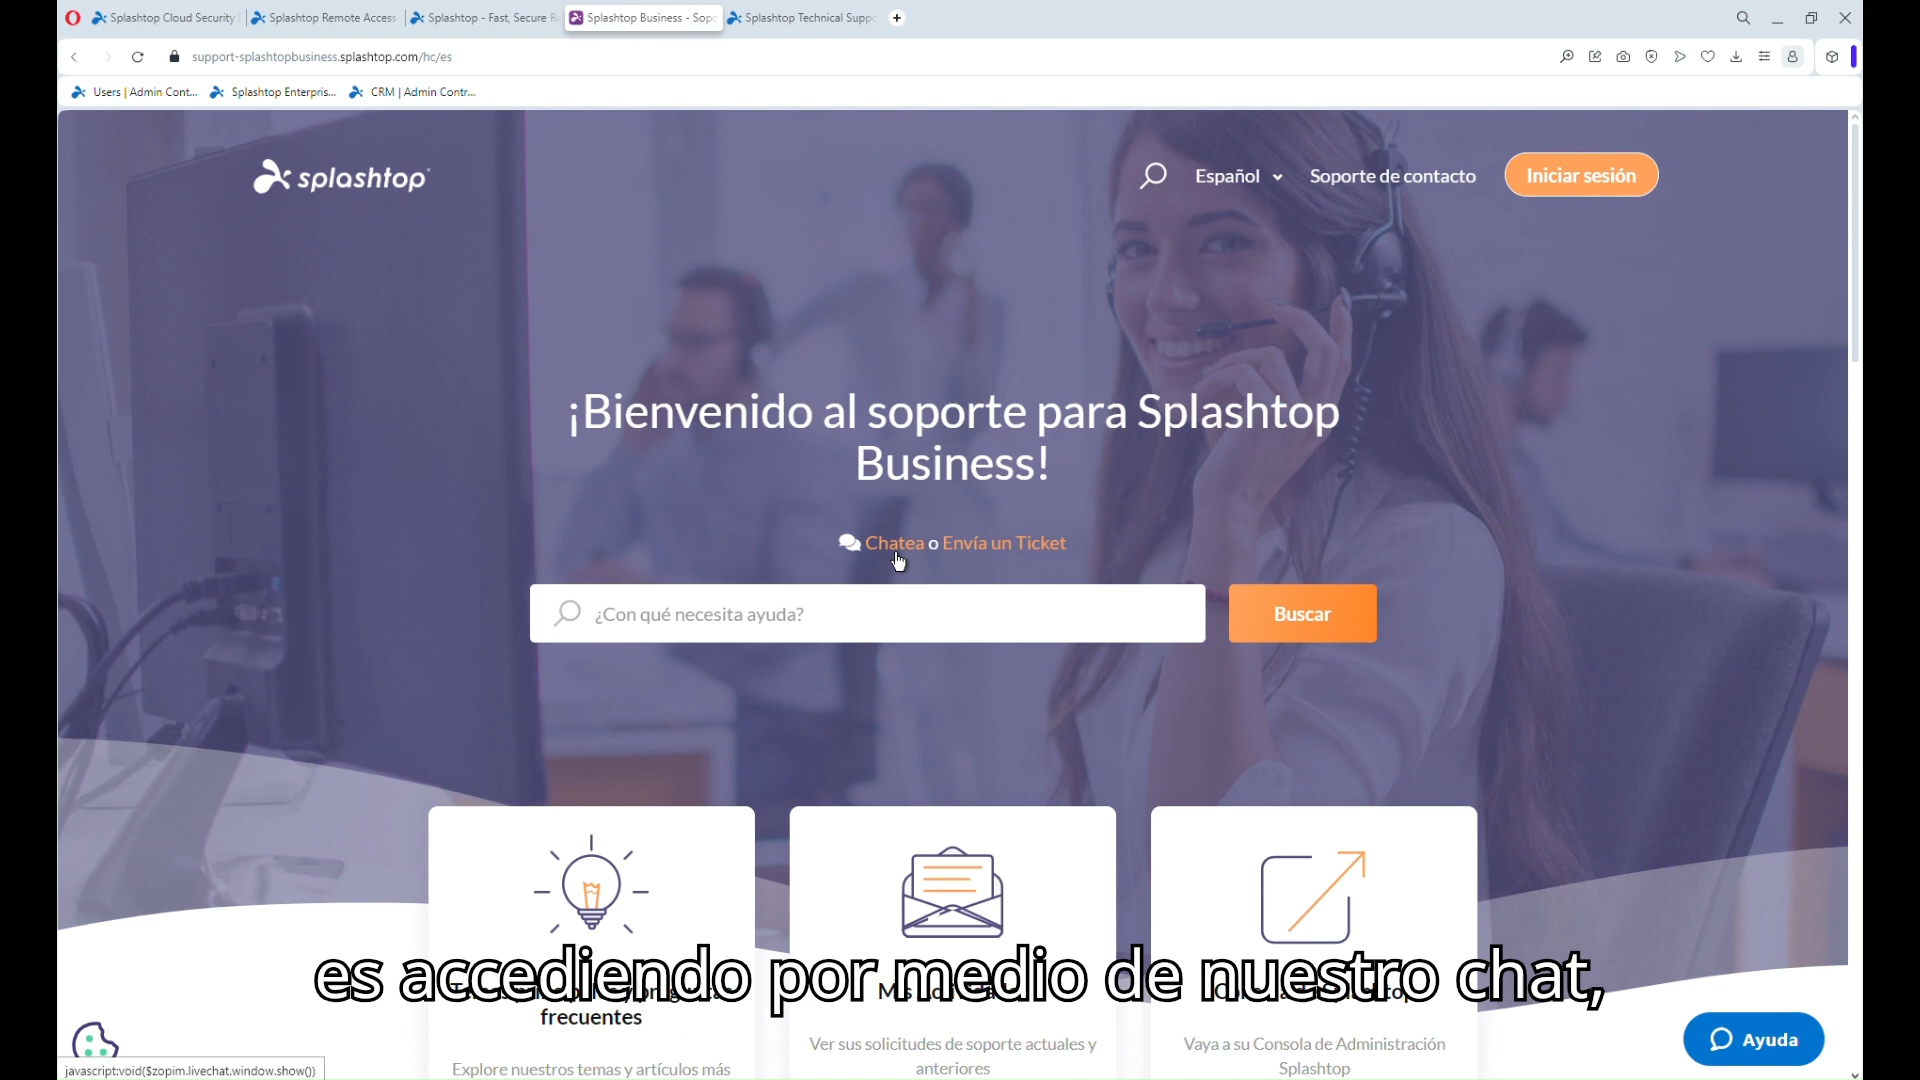 Splashtop Cloud Security
Splashtop Remote Access
Splashtop - Fast, Secure Re
Splashtop Business - Sopo
Splashtop Technical Suppo
support-splashtopbusiness.splashtop.com/hc/es
Users | Admin Cont...
Splashtop Enterpris...
CRM | Admin Contr...
splashtop
Español
Soporte de contacto
Iniciar sesión
¡Bienvenido al soporte para Splashtop
Business!
Chatea o Envía un Ticket
¿Con qué necesita ayuda?
Buscar
es accediendo por medio de nuestro chat,
frecuentes
Ver sus solicitudes de soporte actuales y
anteriores
Vaya a su Consola de Administración
Splashtop
Explore nuestros temas y artículos más
Ayuda
javascript:void($zopim.livechat.window.show())